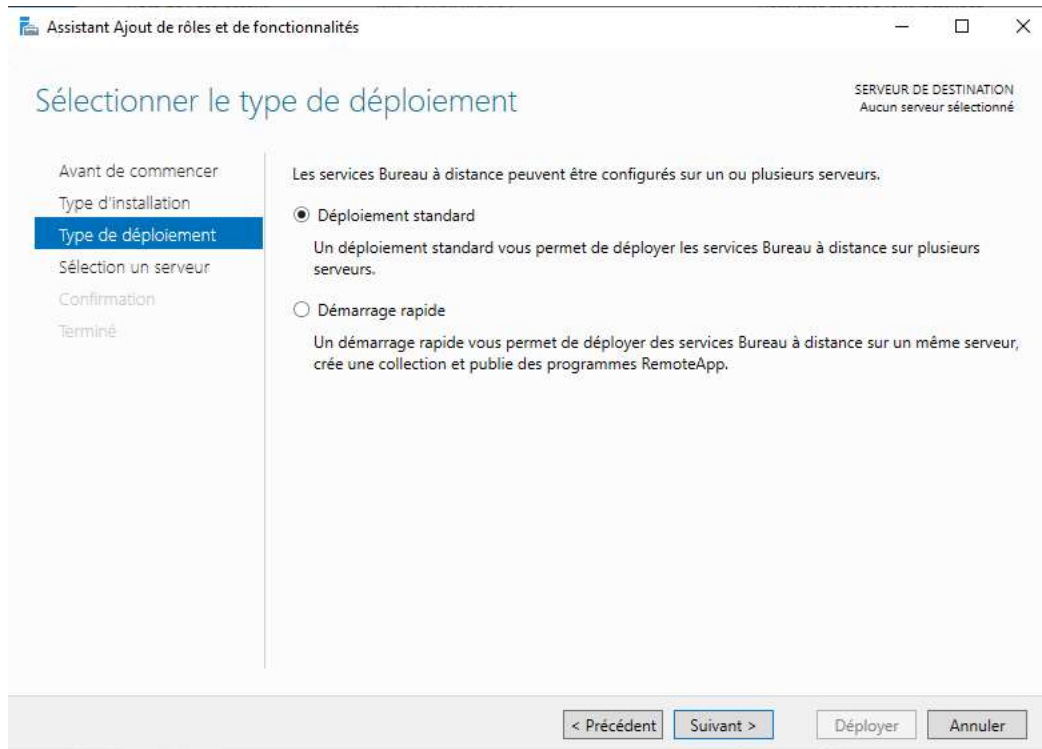 Assistant Ajout de rôles et de fonctionnalités
Sélectionner le type de déploiement
SERVEUR DE DESTINATION
Aucun serveur sélectionné
Avant de commencer
Type d'installation
Type de déploiement
Sélection un serveur
Confirmation
Terminé
Les services Bureau à distance peuvent être configurés sur un ou plusieurs serveurs.
Déploiement standard
Un déploiement standard vous permet de déployer les services Bureau à distance sur plusieurs
serveurs.
Démarrage rapide
Un démarrage rapide vous permet de déployer des services Bureau à distance sur un même serveur,
crée une collection et publie des programmes RemoteApp.
< Précédent
Suivant >
Déployer
Annuler